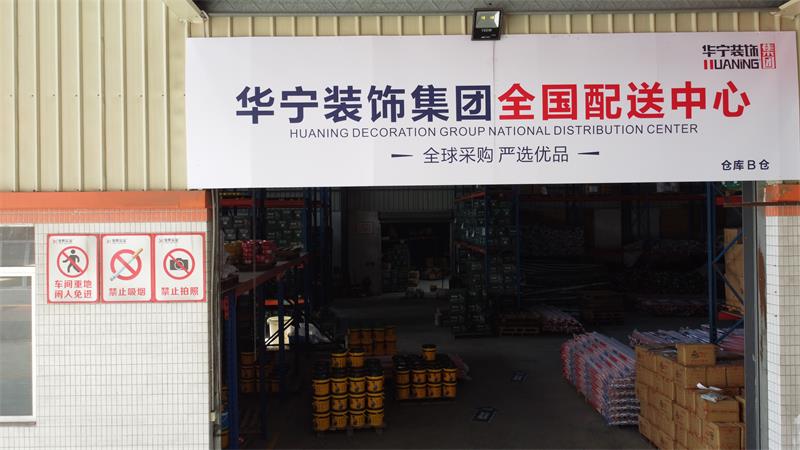 华宁装饰
HUANING
集团
华宁装饰集团全国配送中心
HUANING DECORATION GROUP NATIONAL DISTRIBUTION CENTER
全球采购 严选优品
仓库B仓
车间重地
闲人免进
禁止吸烟
禁止拍照